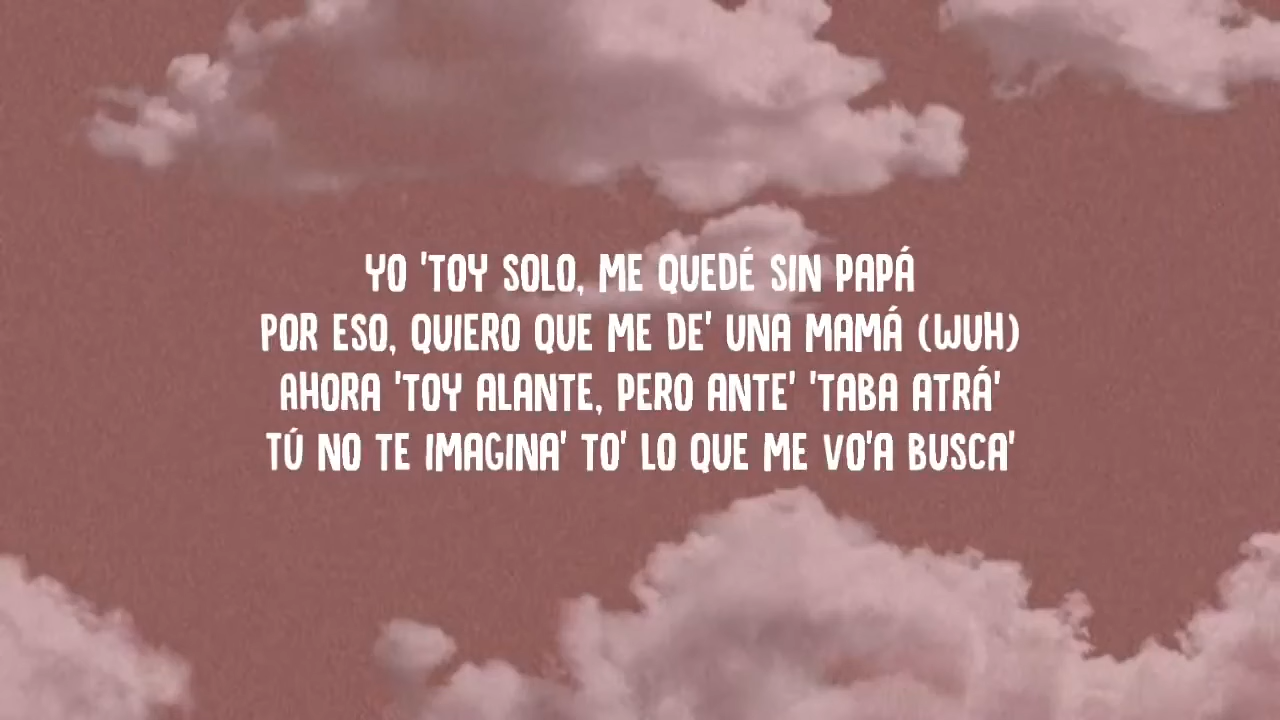 YO 'TOY SOLO, ME QUEDÉ SIN PAPÁ
POR ESO, QUIERO QUE ME DE' UNA MAMÁ (WUH)
AHORA 'TOY ALANTE, PERO ANTE' 'TABA ATRÁ'
TÚ NO TE IMAGINA' TO' LO QUE ME VO'A BUSCA'